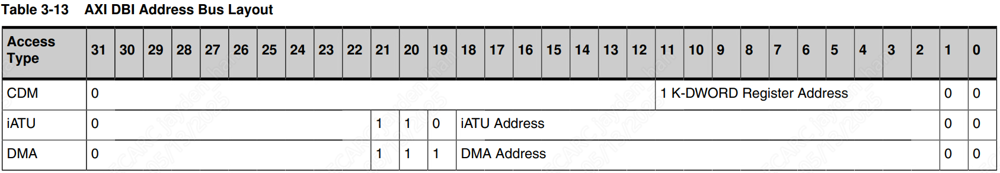 Table 3-13 AXI DBI Address Bus Layout
Access Type 31 30 29 28 27 26 25 24 23 22 21 20 19 18 17 16 15 14 13 12 11 10 9 8 7 6 5 4 3 2 1 0
CDM 0 1 K-DWORD Register Address 0 0
iATU 0 1 1 0 iATU Address 0 0
DMA 0 1 1 1 DMA Address 0 0